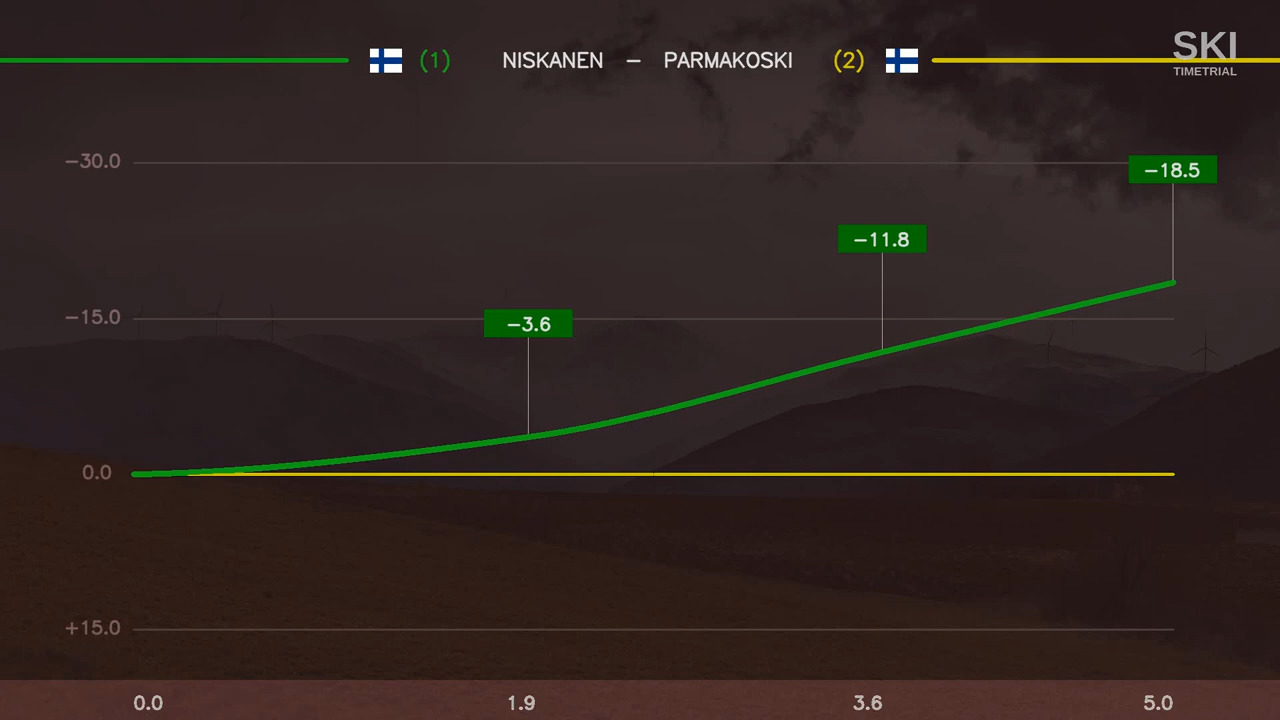 (1) NISKANEN – PARMAKOSKI (2)
SKI
TIMETRIAL
−30.0
−18.5
−11.8
−15.0
−3.6
0.0
+15.0
0.0 1.9 3.6 5.0